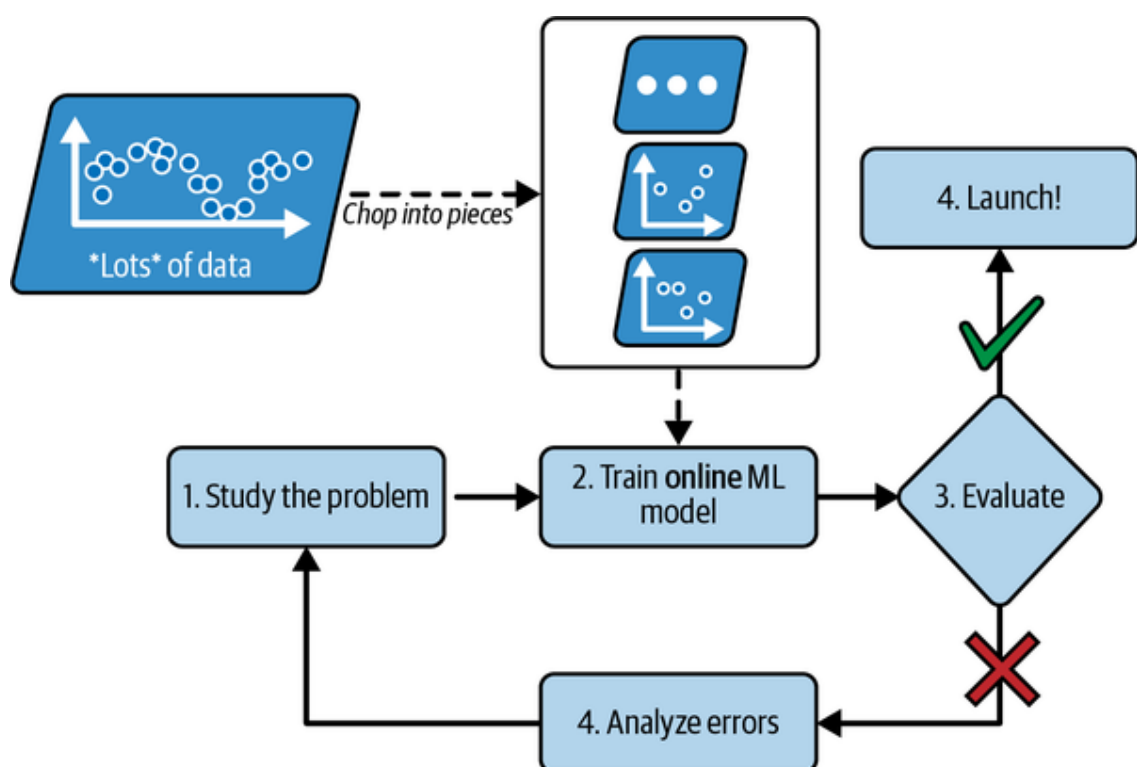 *Lots* of data
Chop into pieces
4. Launch!
1. Study the problem
2. Train online ML
model
3. Evaluate
4. Analyze errors